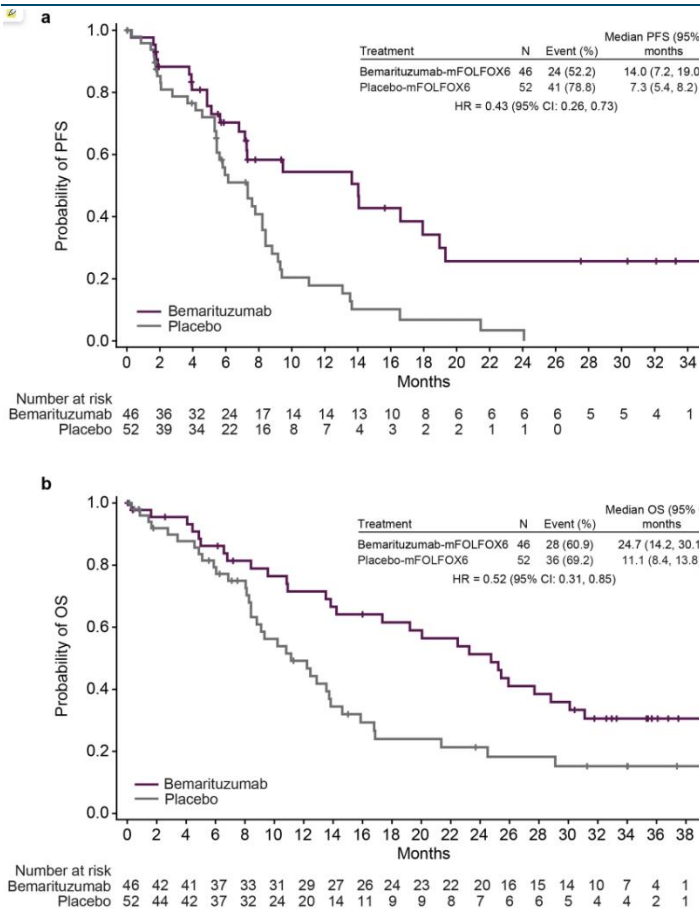 a
Median PFS (95%
Treatment N Event (%) months
Bemarituzumab-mFOLFOX6 46 24 (52.2) 14.0 (7.2, 19.0
Placebo-mFOLFOX6 52 41 (78.8) 7.3 (5.4, 8.2)
HR = 0.43 (95% CI: 0.26, 0.73)
Probability of PFS
1.0
0.8
0.6
0.4
0.2
0.0
Bemarituzumab
Placebo
0 2 4 6 8 10 12 14 16 18 20 22 24 26 28 30 32 34
Months
Number at risk
Bemarituzumab 46 36 32 24 17 14 14 13 10 8 6 6 6 6 5 5 4 1
Placebo 52 39 34 22 16 8 7 4 3 2 2 1 1 0
b
Median OS (95%
Treatment N Event (%) months
Bemarituzumab-mFOLFOX6 46 28 (60.9) 24.7 (14.2, 30.1
Placebo-mFOLFOX6 52 36 (69.2) 11.1 (8.4, 13.8
HR = 0.52 (95% CI: 0.31, 0.85)
Probability of OS
1.0
0.8
0.6
0.4
0.2
0.0
Bemarituzumab
Placebo
0 2 4 6 8 10 12 14 16 18 20 22 24 26 28 30 32 34 36 38
Months
Number at risk
Bemarituzumab 46 42 41 37 33 31 29 27 26 24 23 22 20 16 15 14 10 7 4 1
Placebo 52 44 42 37 32 24 20 14 11 9 9 8 7 6 6 5 4 4 2 1